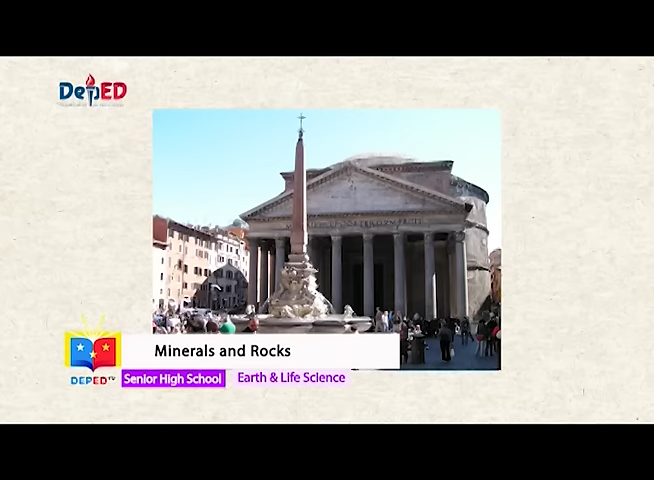 DepED
Minerals and Rocks
DEPED TV
Senior High School
Earth & Life Science